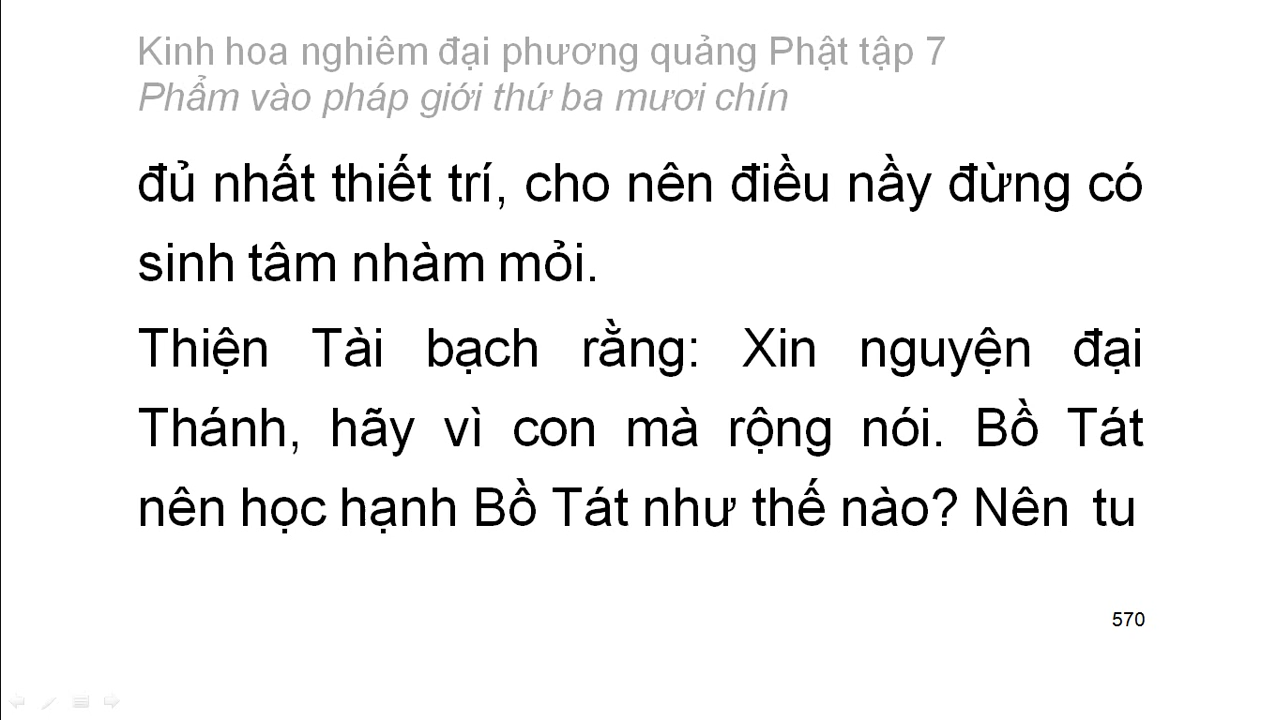 Kinh hoa nghiêm đại phương quảng Phật tập 7
Phẩm vào pháp giới thứ ba mươi chín
đủ nhất thiết trí, cho nên điều nầy đừng có
sinh tâm nhàm mỏi.
Thiện Tài bạch rằng: Xin nguyện đại
Thánh, hãy vì con mà rộng nói. Bồ Tát
nên học hạnh Bồ Tát như thế nào? Nên tu
570